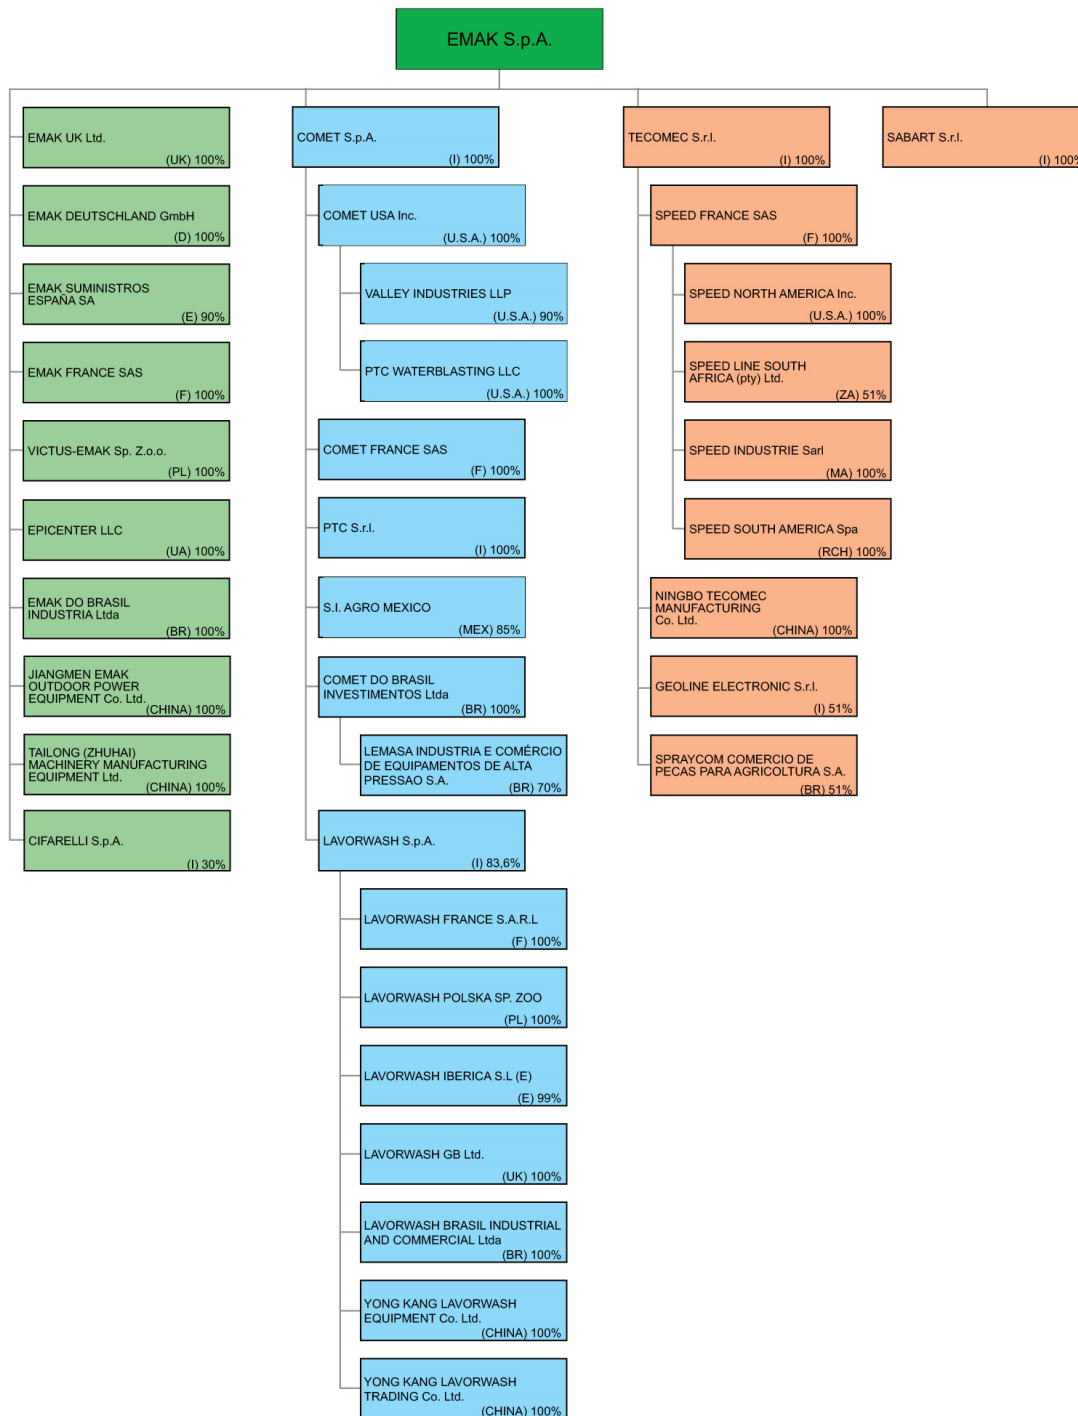 EMAK S.p.A.
EMAK UK Ltd.
(UK) 100%
EMAK DEUTSCHLAND GmbH
(D) 100%
EMAK SUMINISTROS
ESPAÑA SA
(E) 90%
EMAK FRANCE SAS
(F) 100%
VICTUS-EMAK Sp. Z.o.o.
(PL) 100%
EPICENTER LLC
(UA) 100%
EMAK DO BRASIL
INDUSTRIA Ltda
(BR) 100%
JIANGMEN EMAK
OUTDOOR POWER
EQUIPMENT Co. Ltd.
(CHINA) 100%
TAILONG (ZHUHAI)
MACHINERY MANUFACTURING
EQUIPMENT Ltd.
(CHINA) 100%
CIFARELLI S.p.A.
(I) 30%
COMET S.p.A.
(I) 100%
COMET USA Inc.
(U.S.A.) 100%
VALLEY INDUSTRIES LLP
(U.S.A.) 90%
PTC WATERBLASTING LLC
(U.S.A.) 100%
COMET FRANCE SAS
(F) 100%
PTC S.r.l.
(I) 100%
S.I. AGRO MEXICO
(MEX) 85%
COMET DO BRASIL
INVESTIMENTOS Ltda
(BR) 100%
LEMASA INDUSTRIA E COMÉRCIO
DE EQUIPAMENTOS DE ALTA
PRESSAO S.A.
(BR) 70%
LAVORWASH S.p.A.
(I) 83,6%
LAVORWASH FRANCE S.A.R.L
(F) 100%
LAVORWASH POLSKA SP. ZOO
(PL) 100%
LAVORWASH IBERICA S.L (E)
(E) 99%
LAVORWASH GB Ltd.
(UK) 100%
LAVORWASH BRASIL INDUSTRIAL
AND COMMERCIAL Ltda
(BR) 100%
YONG KANG LAVORWASH
EQUIPMENT Co. Ltd.
(CHINA) 100%
YONG KANG LAVORWASH
TRADING Co. Ltd.
(CHINA) 100%
TECOMEC S.r.l.
(I) 100%
SPEED FRANCE SAS
(F) 100%
SPEED NORTH AMERICA Inc.
(U.S.A.) 100%
SPEED LINE SOUTH
AFRICA (pty) Ltd.
(ZA) 51%
SPEED INDUSTRIE Sarl
(MA) 100%
SPEED SOUTH AMERICA Spa
(RCH) 100%
NINGBO TECOMEC
MANUFACTURING
Co. Ltd.
(CHINA) 100%
GEOLINE ELECTRONIC S.r.l.
(I) 51%
SPRAYCOM COMERCIO DE
PECAS PARA AGRICOLTURA S.A.
(BR) 51%
SABART S.r.l.
(I) 100%